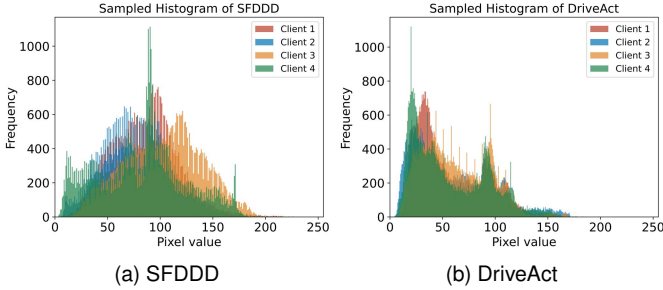 Sampled Histogram of SFDDD
Client 1
Client 2
Client 3
Client 4
Frequency
1000
800
600
400
200
0
0 50 100 150 200 250
Pixel value
(a) SFDDD
Sampled Histogram of DriveAct
Client 1
Client 2
Client 3
Client 4
Frequency
1000
800
600
400
200
0
0 50 100 150 200 250
Pixel value
(b) DriveAct